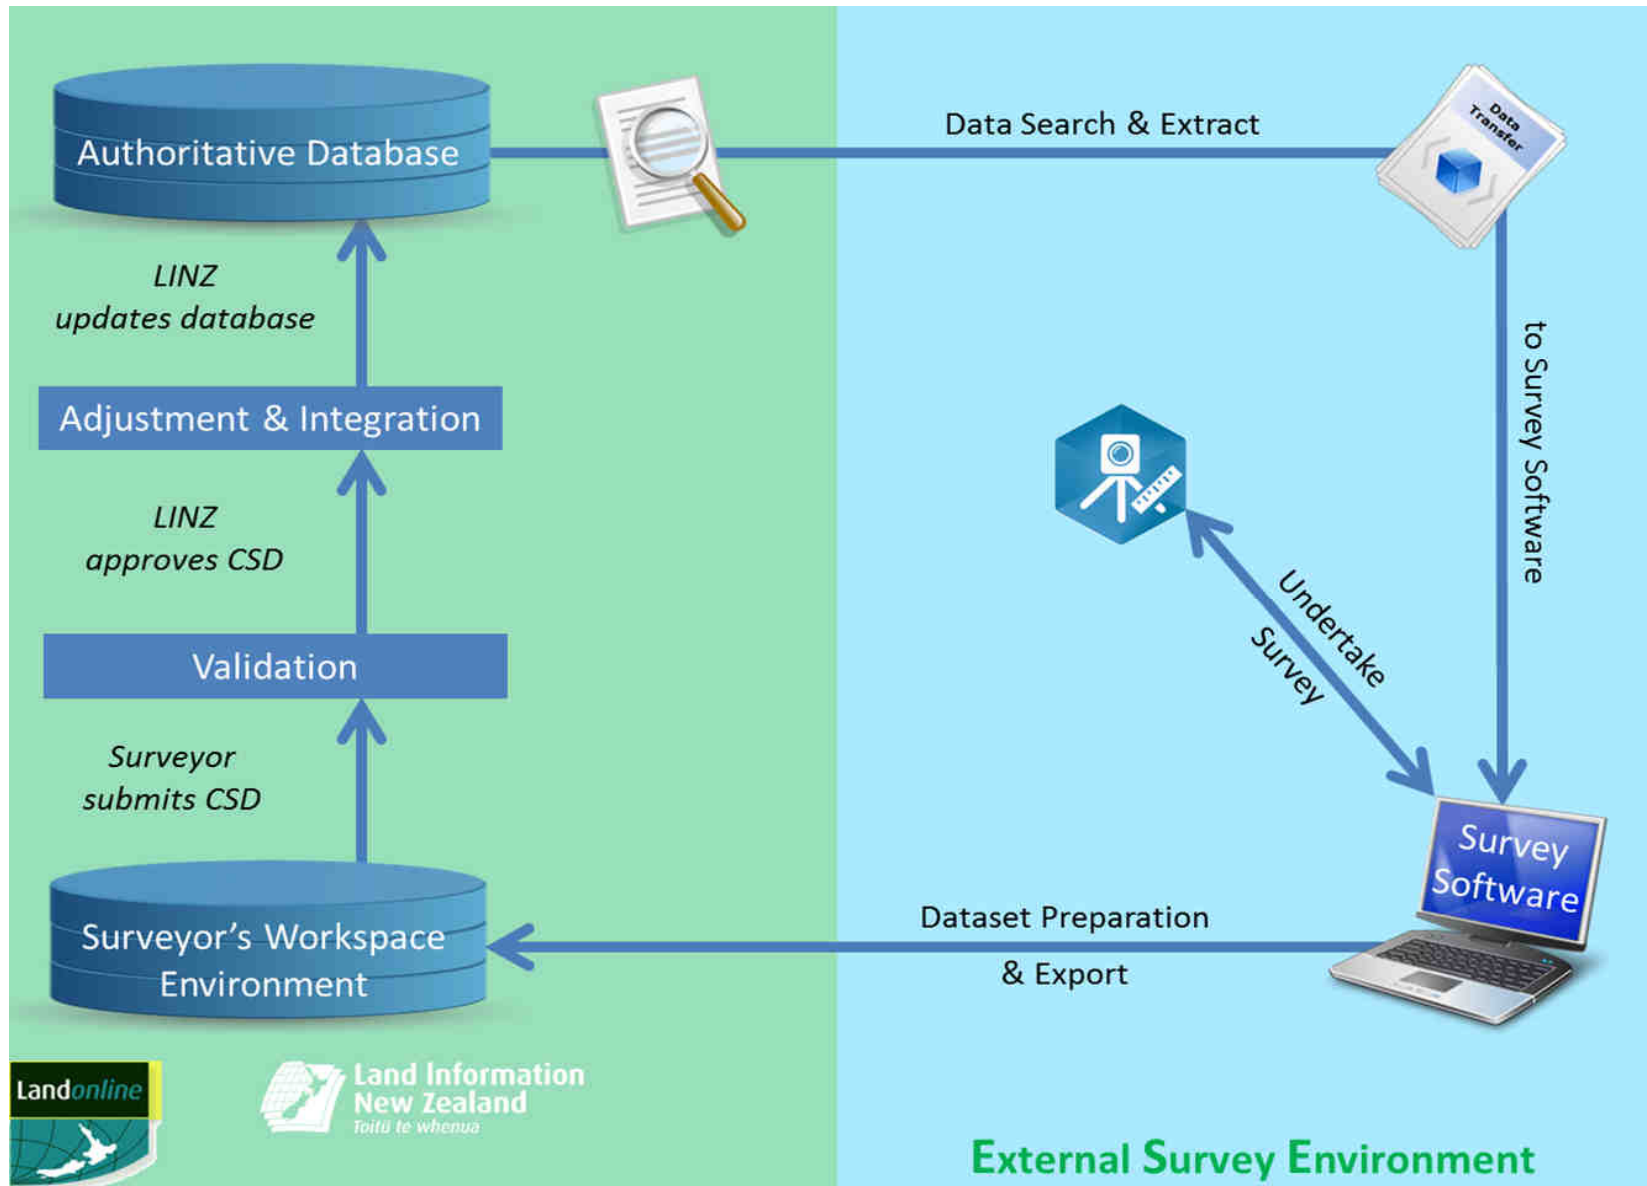 Authoritative Database
Data Search & Extract
Data
Transfer
LINZ
updates database
to Survey Software
Adjustment & Integration
LINZ
approves CSD
Undertake
Survey
Validation
Surveyor
submits CSD
Survey
Software
Surveyor's Workspace
Environment
Dataset Preparation
& Export
Landonline
Land Information
New Zealand
Toitū te whenua
External Survey Environment